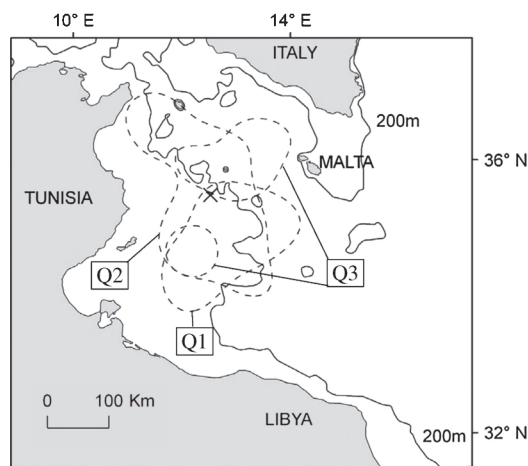 10° E
14° E
ITALY
200m
MALTA
36° N
TUNISIA
Q2
Q3
Q1
0 100 Km
LIBYA
200m
32° N